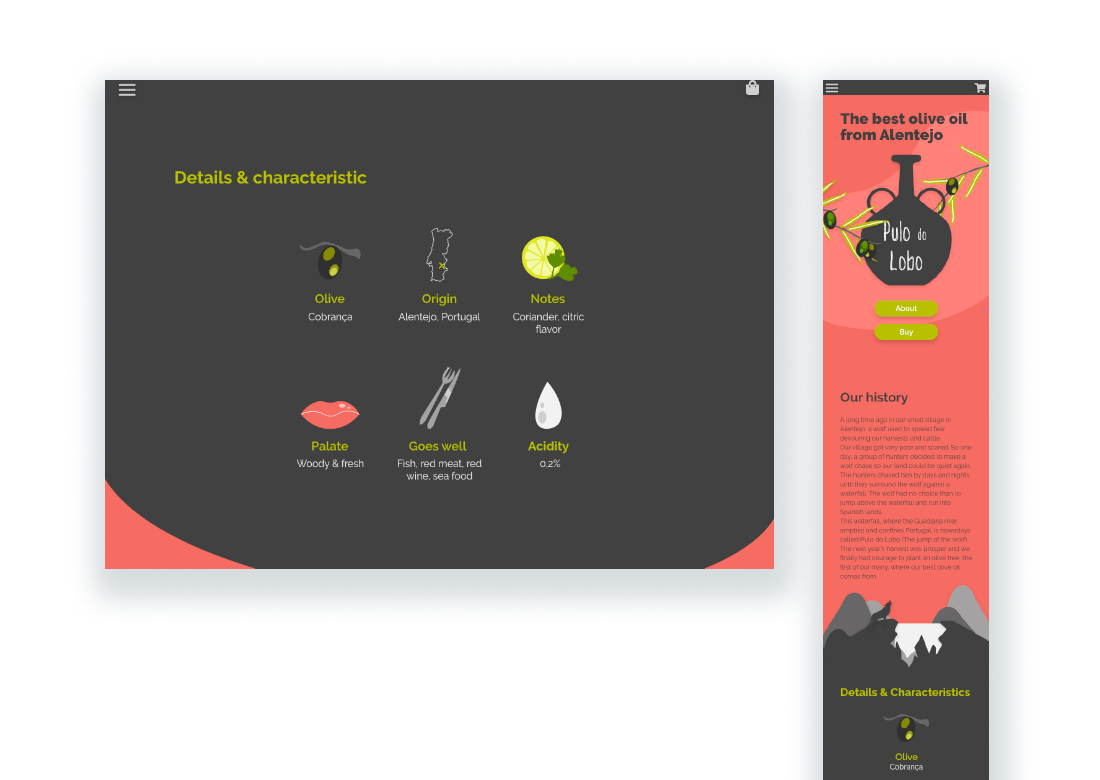 Details & characteristic
Olive
Cobrança
Origin
Alentejo, Portugal
Notes
Coriander, citric
flavor
Palate
Woody & fresh
Goes well
Fish, red meat, red
wine, sea food
Acidity
0,2%
The best olive oil
from Alentejo
Pulo do
Lobo
About
Buy
Our history
A long time ago in our small village in
Alentejo, a wolf used to spread fear
devouring our harvests and cattle.
Our village got very poor and scared. So one
day, a group of hunters decided to make a
wolf chase so our land could be quiet again.
The hunters chased him by days and nights
until they surround the wolf against a
waterfall. The wolf had no choice than to
jump above the waterfall and run into
Spanish lands.
This waterfall, where the Guadiana river
empties and confines Portugal, is nowadays
called Pulo do Lobo (The jump of the wolf).
The next year's harvest was prosper and we
finally had courage to plant an olive tree, the
first of our many, where our best olive oil
comes from.
Details & Characteristics
Olive
Cobrança